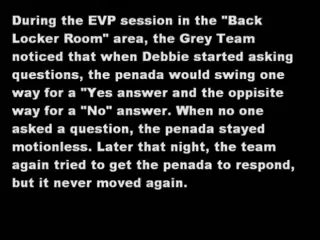 During the EVP session in the "Back
Locker Room" area, the Grey Team
noticed that when Debbie started asking
questions, the penada would swing one
way for a "Yes answer and the oppisite
way for a "No" answer. When no one
asked a question, the penada stayed
motionless. Later that night, the team
again tried to get the penada to respond,
but it never moved again.